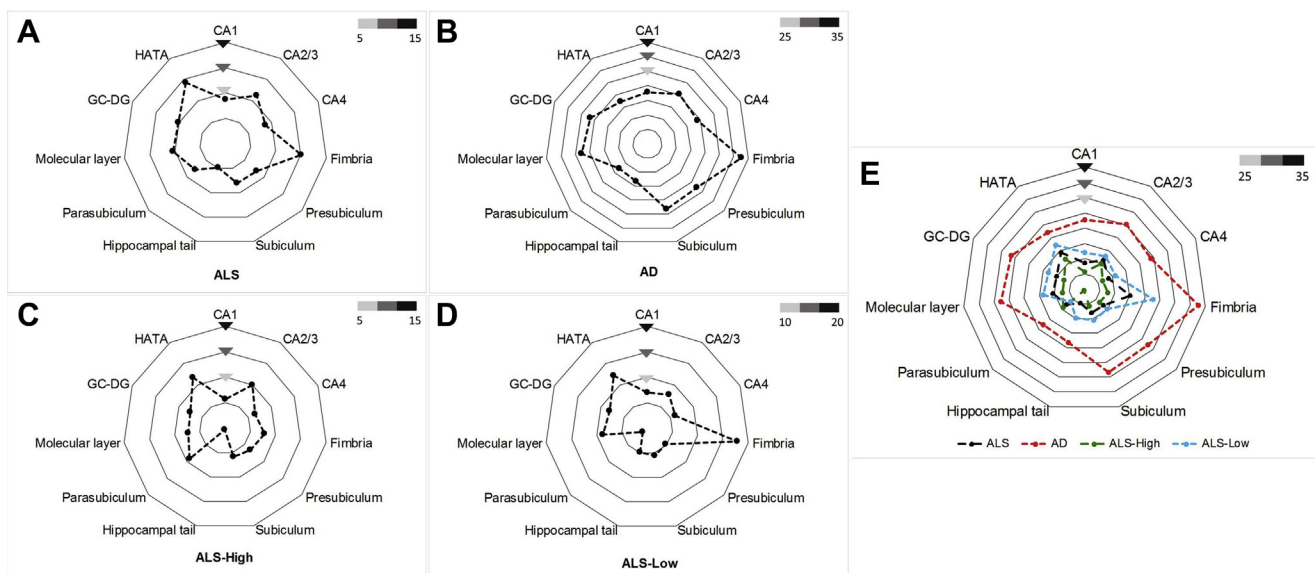 A
5 15
CA1
HATA
CA2/3
GC-DG
CA4
Molecular layer
Fimbria
Parasubiculum
Presubiculum
Hippocampal tail
Subiculum
ALS
B
25 35
CA1
HATA
CA2/3
GC-DG
CA4
Molecular layer
Fimbria
Parasubiculum
Presubiculum
Hippocampal tail
Subiculum
AD
C
5 15
CA1
HATA
CA2/3
GC-DG
CA4
Molecular layer
Fimbria
Parasubiculum
Presubiculum
Hippocampal tail
Subiculum
ALS-High
D
10 20
CA1
HATA
CA2/3
GC-DG
CA4
Molecular layer
Fimbria
Parasubiculum
Presubiculum
Hippocampal tail
Subiculum
ALS-Low
E
25 35
CA1
HATA
CA2/3
GC-DG
CA4
Molecular layer
Fimbria
Parasubiculum
Presubiculum
Hippocampal tail
Subiculum
ALS AD ALS-High ALS-Low